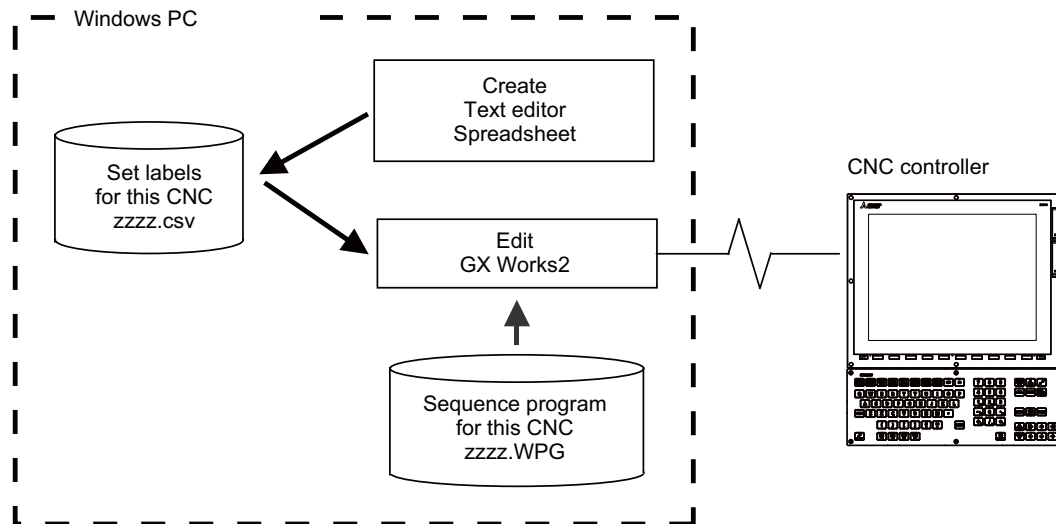 Windows PC
Create
Text editor
Spreadsheet
Set labels
for this CNC
zzzz.csv
CNC controller
Edit
GX Works2
Sequence program
for this CNC
zzzz.WPG